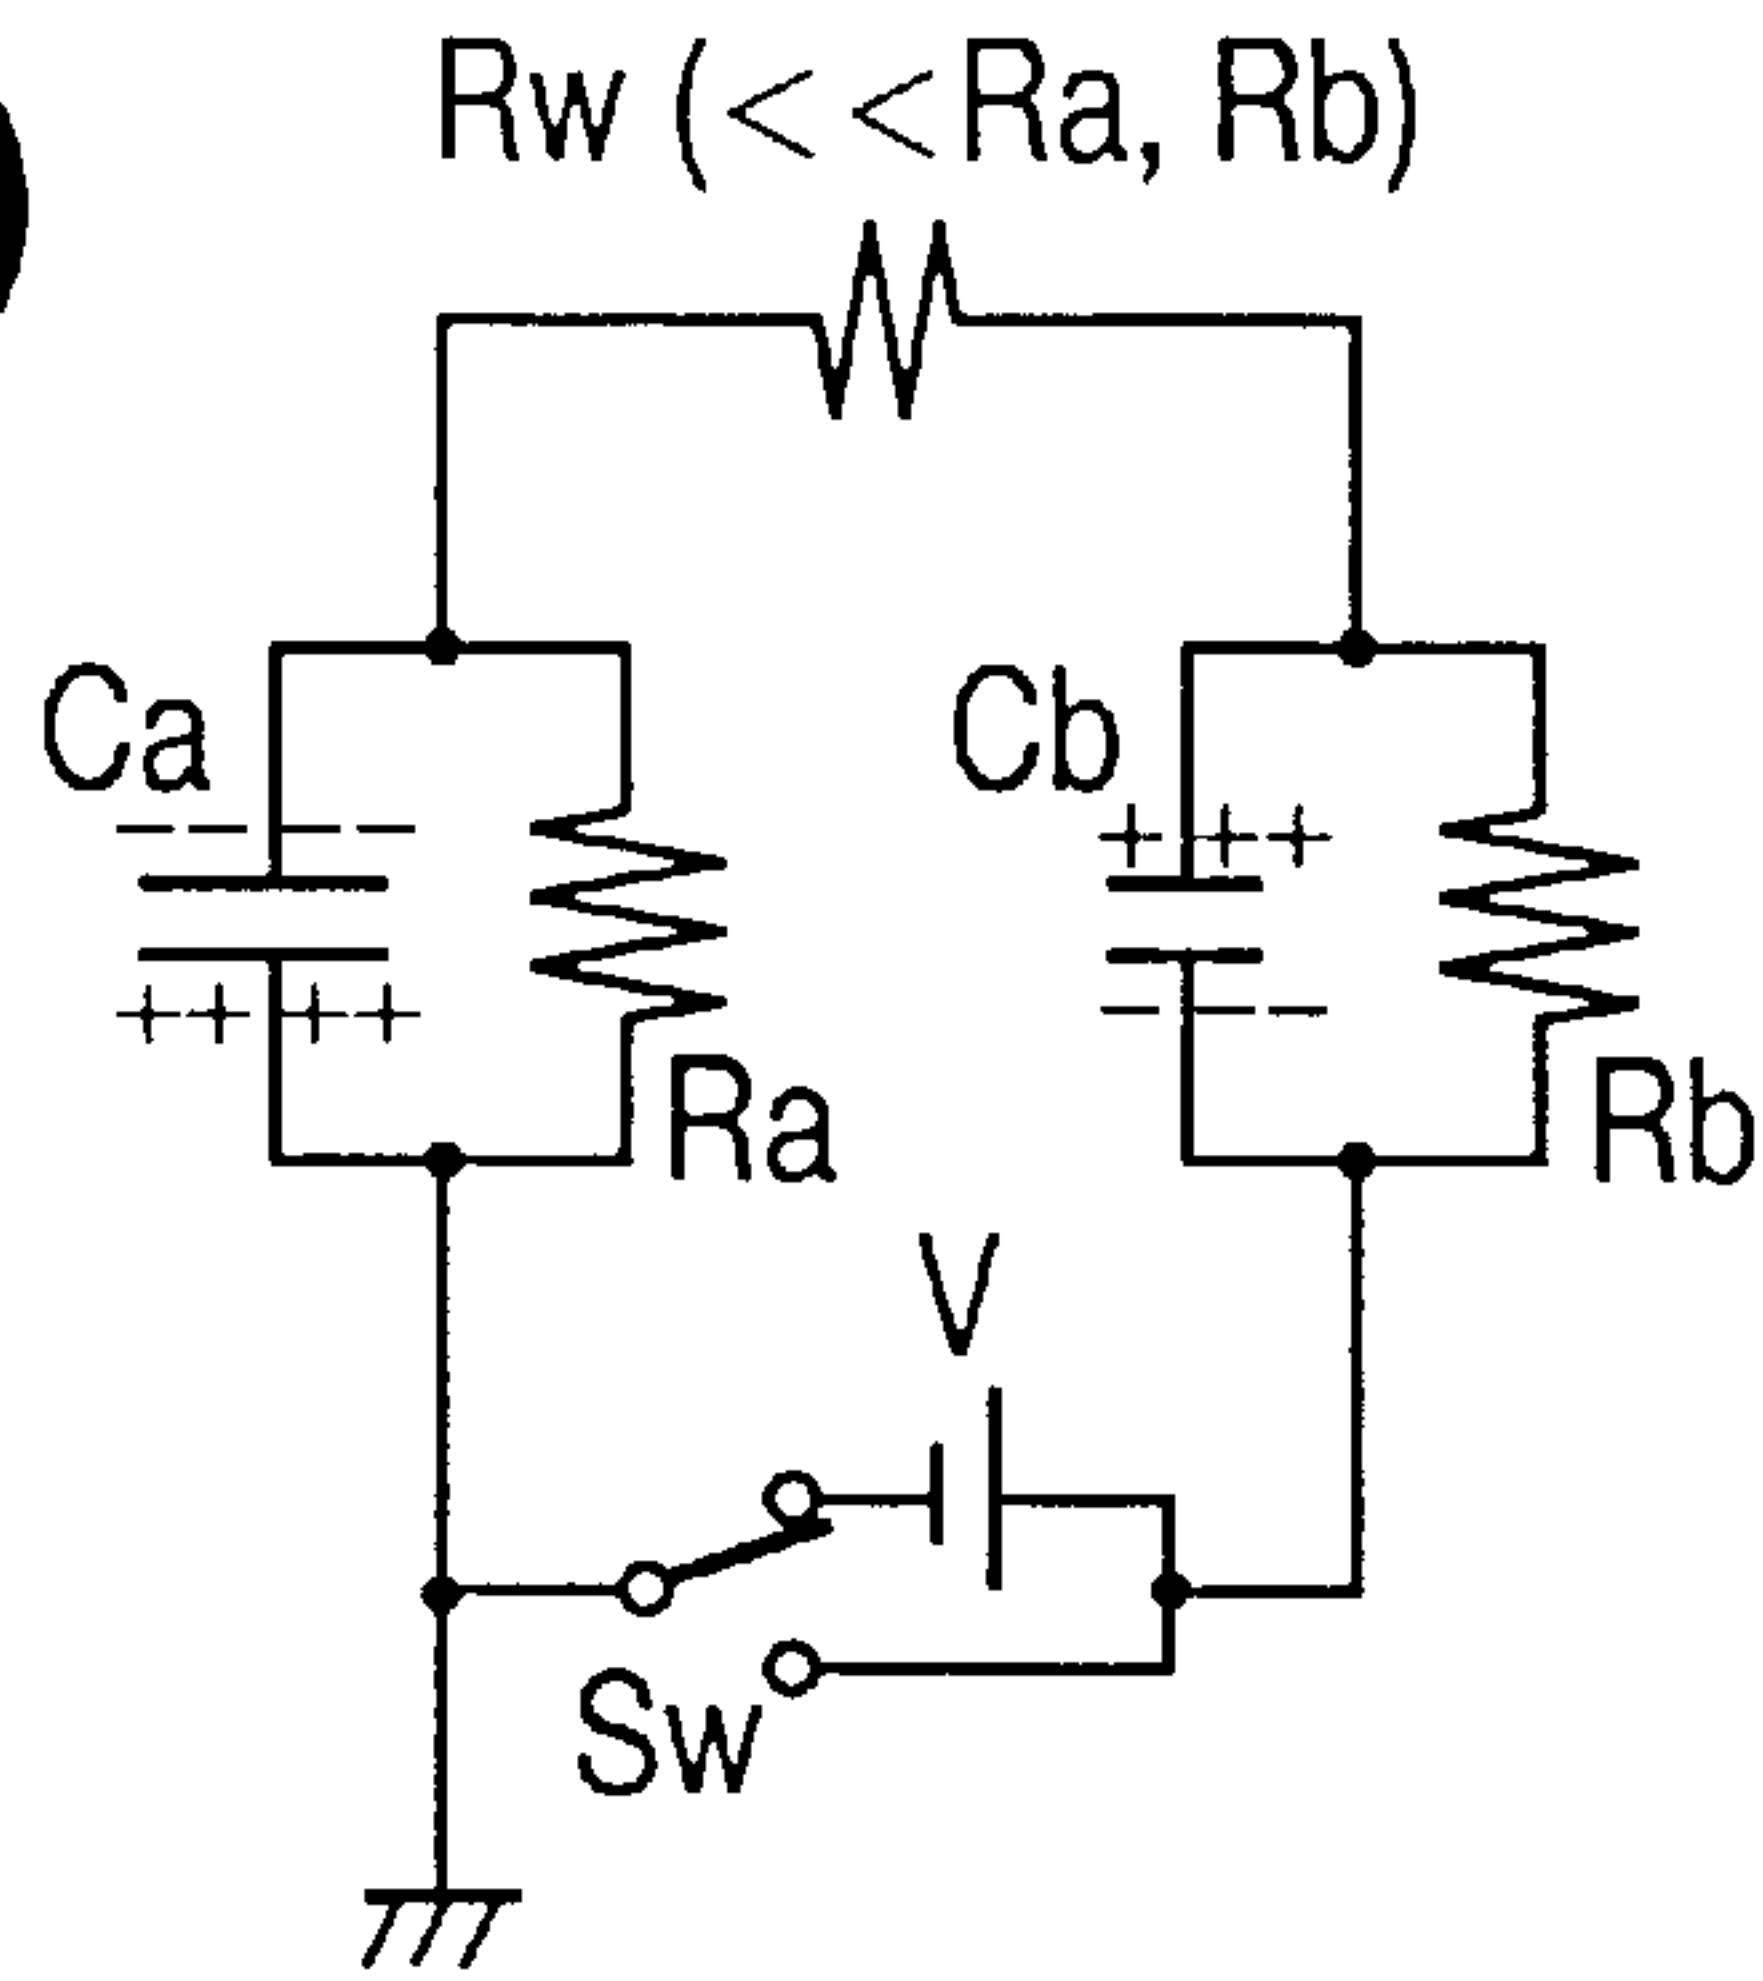 Rw (<<Ra, Rb)
Ca
Cb
Ra
Rb
V
Sw